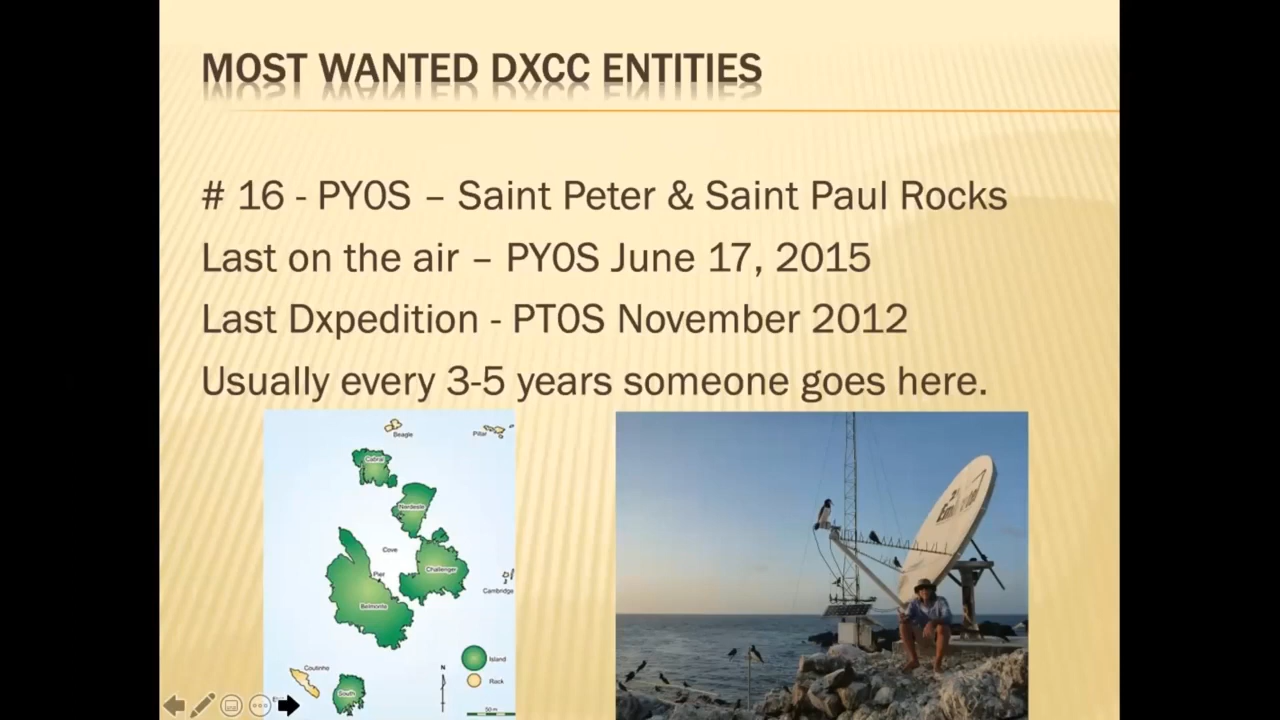 MOST WANTED DXCC ENTITIES
# 16 - PY0S – Saint Peter & Saint Paul Rocks
Last on the air – PY0S June 17, 2015
Last Dxpedition - PT0S November 2012
Usually every 3-5 years someone goes here.
Beagle
Pillar
Cabral
Nordeste
Cove
Challenger
Pier
Cambridge
Belmonte
Island
Coutinho
N
Rock
South
50 m